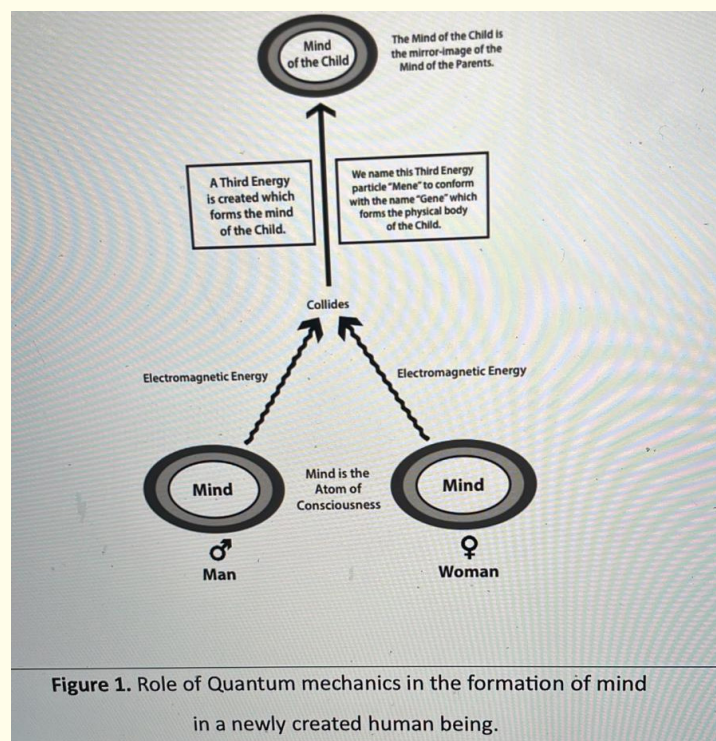 Mind
of the Child
The Mind of the Child is
the mirror-image of the
Mind of the Parents.
A Third Energy
is created which
forms the mind
of the Child.
We name this Third Energy
particle "Mene" to conform
with the name "Gene" which
forms the physical body
of the Child.
Collides
Electromagnetic Energy
Electromagnetic Energy
Mind
Mind is the
Atom of
Consciousness
Mind
♂
Man
♀
Woman
Figure 1. Role of Quantum mechanics in the formation of mind
in a newly created human being.